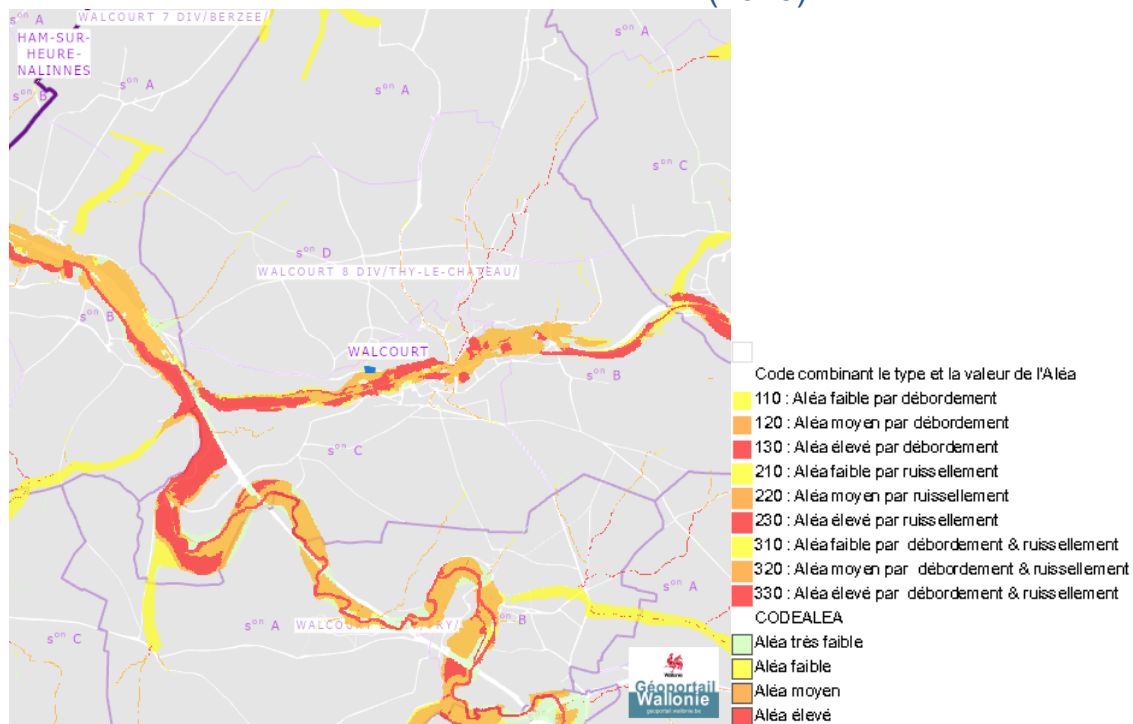 WALCOURT 7 DIV/BERZEE/
sᵒⁿ A
HAM-SUR-
HEURE-
NALINNES
sᵒⁿ B
sᵒⁿ A
sᵒⁿ A
sᵒⁿ C
sᵒⁿ D
WALCOURT 8 DIV/THY-LE-CHATEAU/
sᵒⁿ B
WALCOURT
sᵒⁿ B
sᵒⁿ C
sᵒⁿ A
sᵒⁿ B
sᵒⁿ A
WALCOURT
sᵒⁿ C
Wallonie
Géoportail
Wallonie
geoportail.wallonie.be
Code combinant le type et la valeur de l'Aléa
110 : Aléa faible par débordement
120 : Aléa moyen par débordement
130 : Aléa élevé par débordement
210 : Aléa faible par ruissellement
220 : Aléa moyen par ruissellement
230 : Aléa élevé par ruissellement
310 : Aléa faible par débordement & ruissellement
320 : Aléa moyen par débordement & ruissellement
330 : Aléa élevé par débordement & ruissellement
CODEALEA
Aléa très faible
Aléa faible
Aléa moyen
Aléa élevé